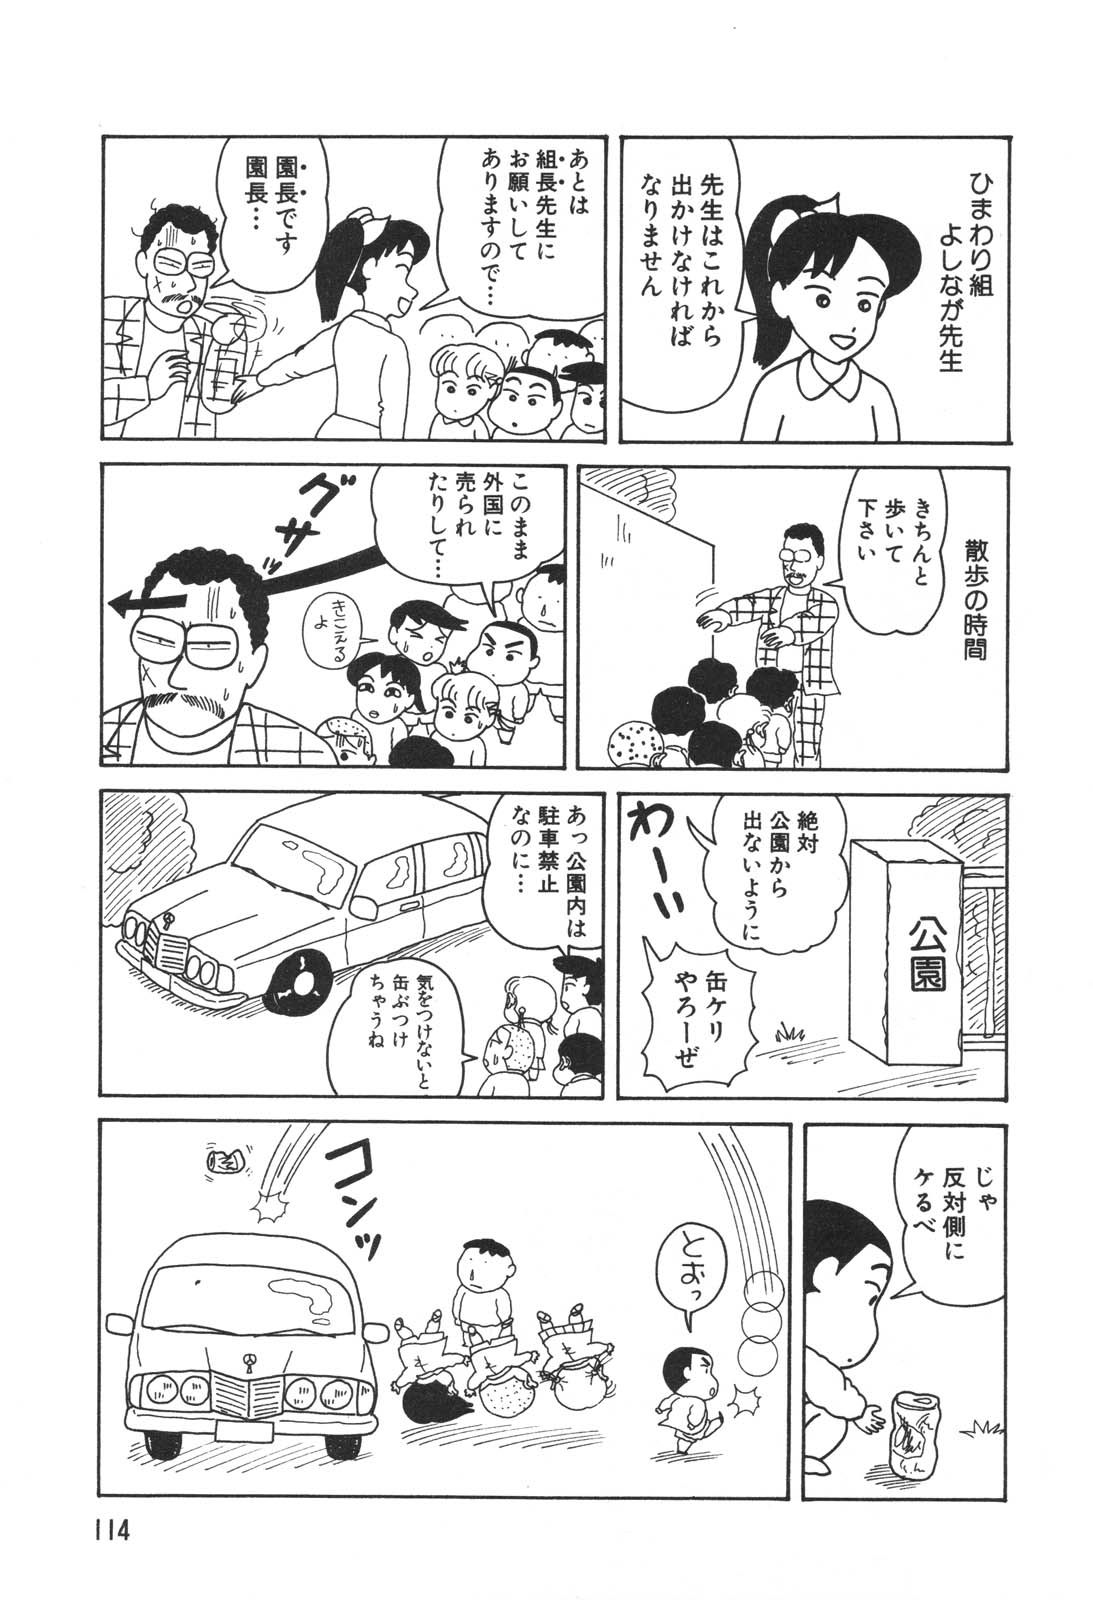 ひまわり組
よしなが先生
先生はこれから
出かけなければ
なりません
あとは
組長先生に
お願いして
ありますので…
園長です
園長…
散歩の時間
きちんと
歩いて
下さい
このまま
外国に
売られ
たりして…
きこえる
よ
グサッ
公園
絶対
公園から
出ないように
わーい
缶ケリ
やろーぜ
あっ公園内は
駐車禁止
なのに…
気をつけないと
缶ぶつけ
ちゃうね
じゃ
反対側に
ケるべ
とおっ
コンッ
114